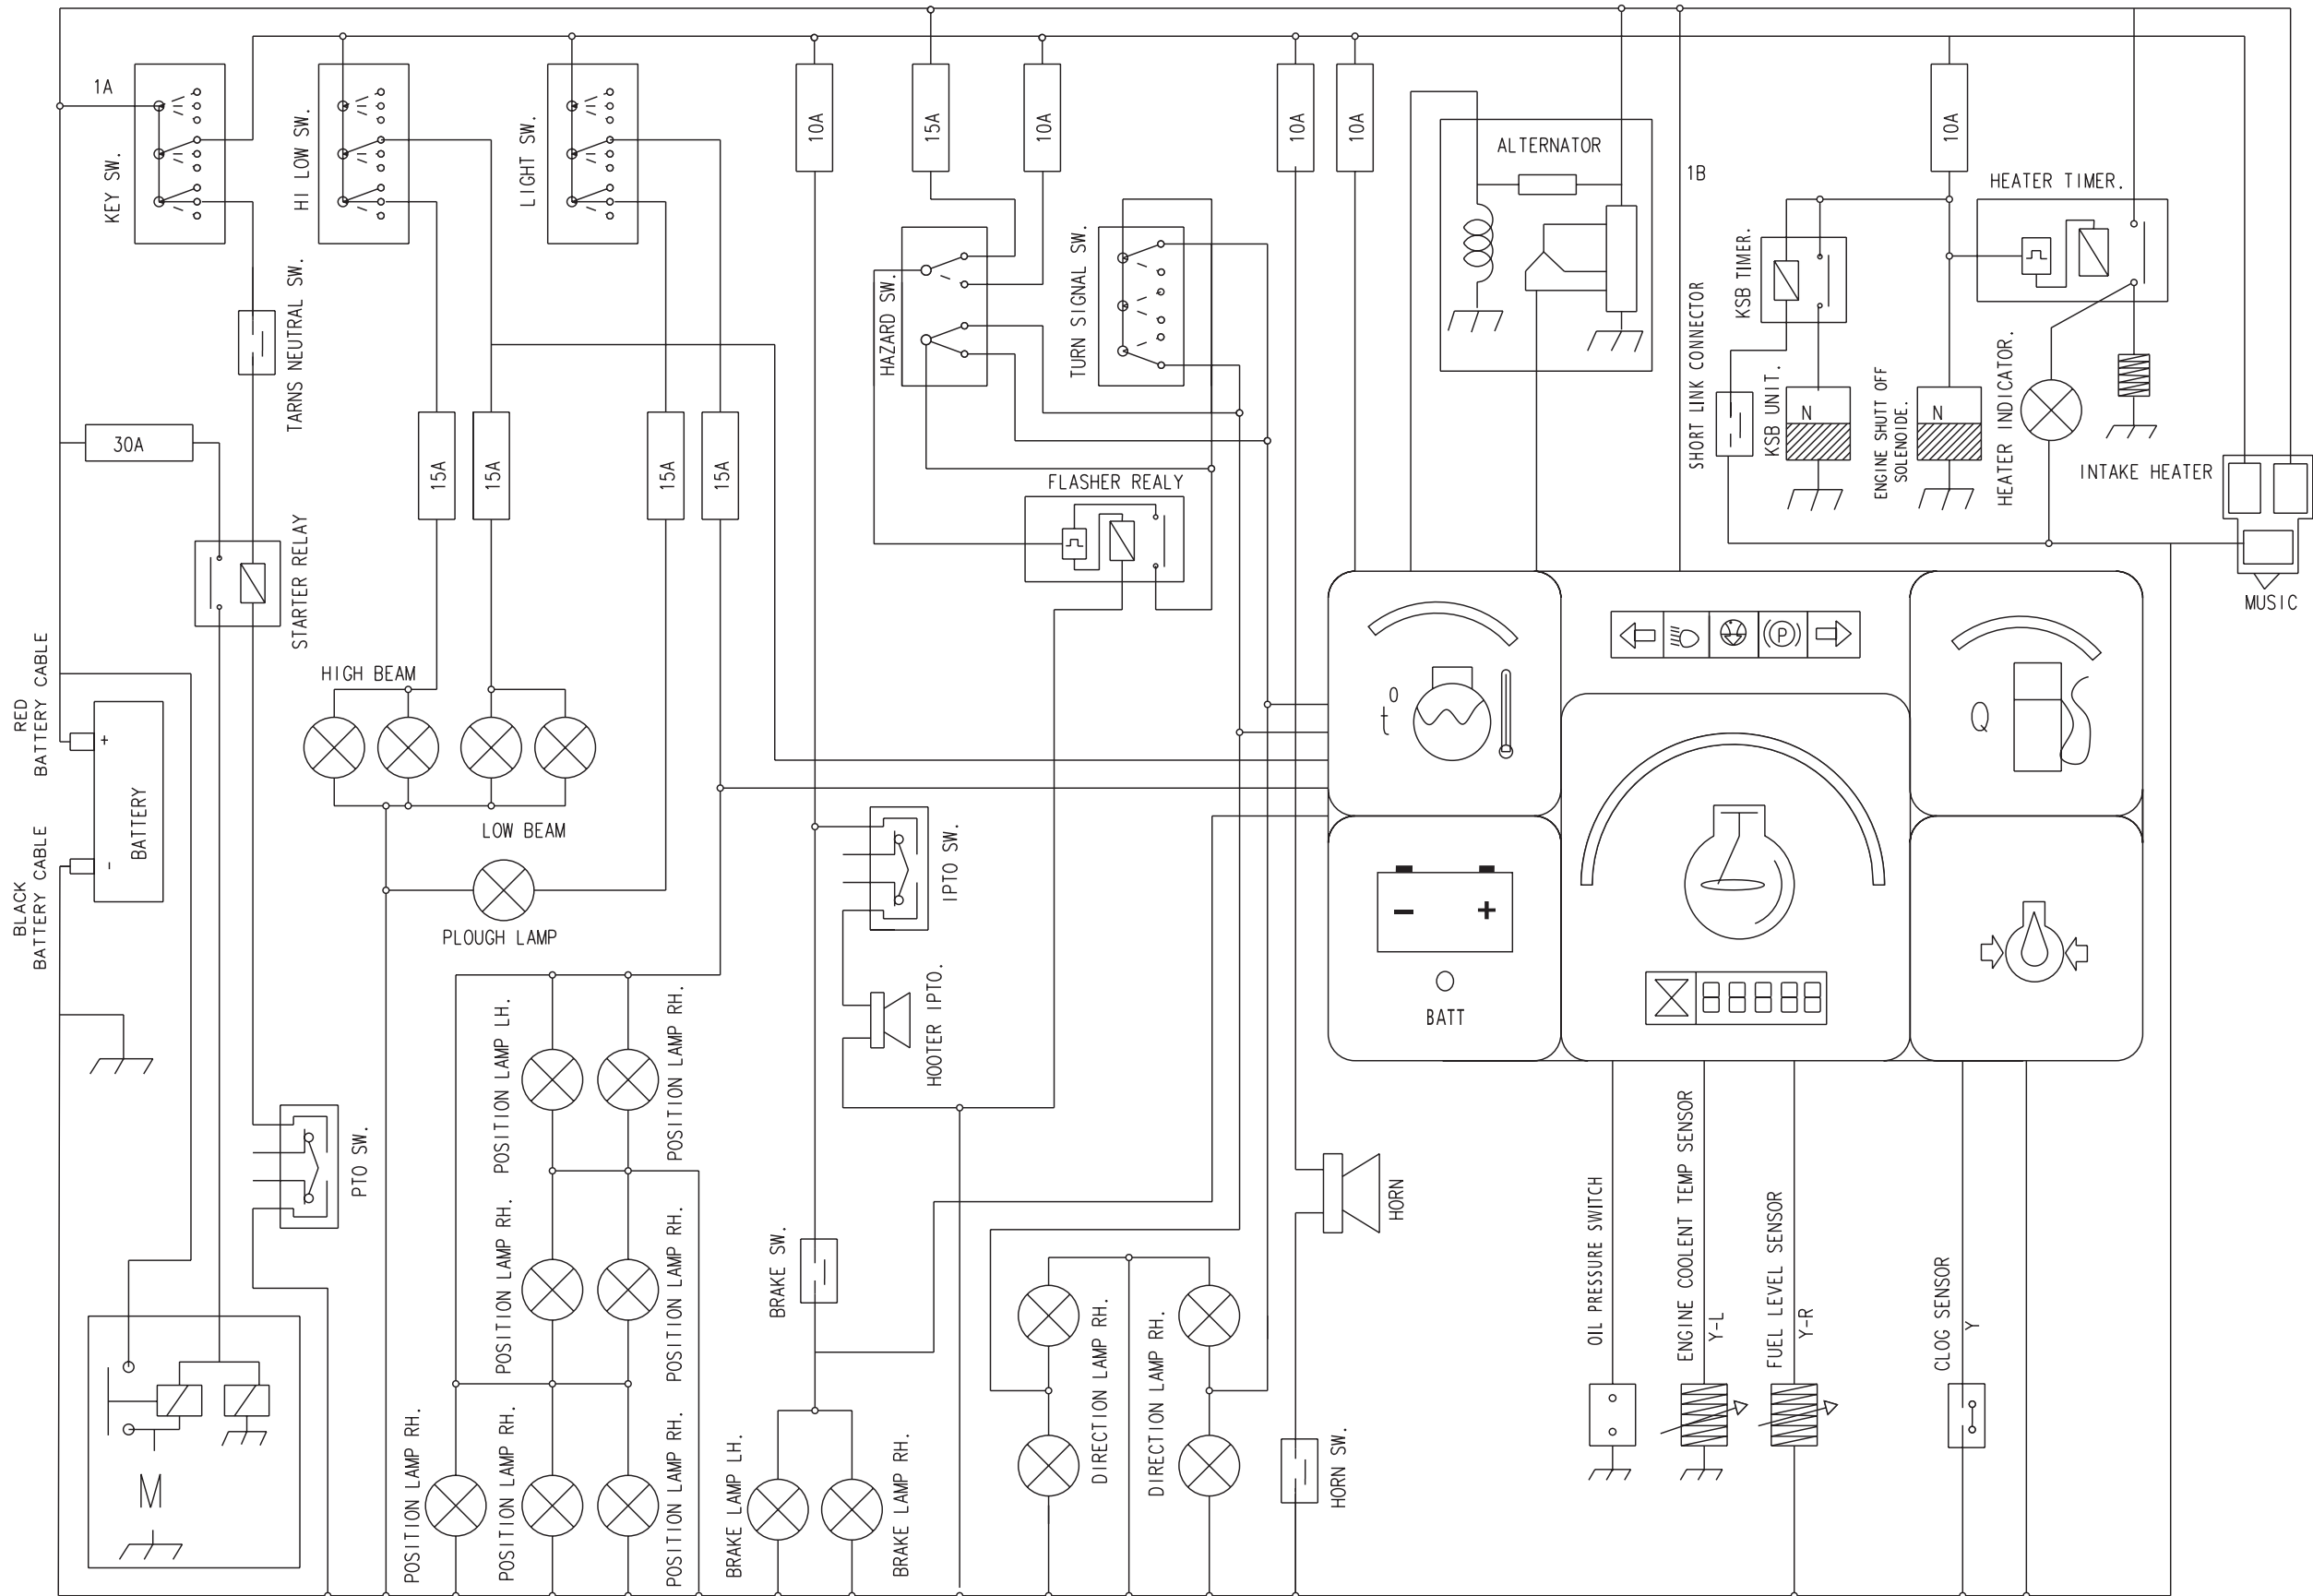 1A
KEY SW.
HI LOW SW.
LIGHT SW.
10A
15A
10A
10A
10A
ALTERNATOR
1B
10A
HEATER TIMER.
TARNS NEUTRAL SW.
HAZARD SW.
TURN SIGNAL SW.
SHORT LINK CONNECTOR
KSB TIMER.
KSB UNIT.
N
ENGINE SHUTT OFF
SOLENOIDE.
N
HEATER INDICATOR.
INTAKE HEATER
MUSIC
30A
15A
15A
15A
15A
FLASHER REALY
STARTER RELAY
RED
BATTERY CABLE
BLACK
BATTERY CABLE
+
BATTERY
-
HIGH BEAM
LOW BEAM
PLOUGH LAMP
IPTO SW.
HOOTER IPTO.
t°
P
Q
BATT
88888
PTO SW.
POSITION LAMP LH.
POSITION LAMP RH.
POSITION LAMP RH.
POSITION LAMP RH.
POSITION LAMP RH.
POSITION LAMP RH.
POSITION LAMP RH.
BRAKE SW.
BRAKE LAMP LH.
BRAKE LAMP RH.
DIRECTION LAMP RH.
DIRECTION LAMP RH.
HORN
HORN SW.
OIL PRESSURE SWITCH
ENGINE COOLENT TEMP SENSOR
Y-L
FUEL LEVEL SENSOR
Y-R
CLOG SENSOR
Y
M